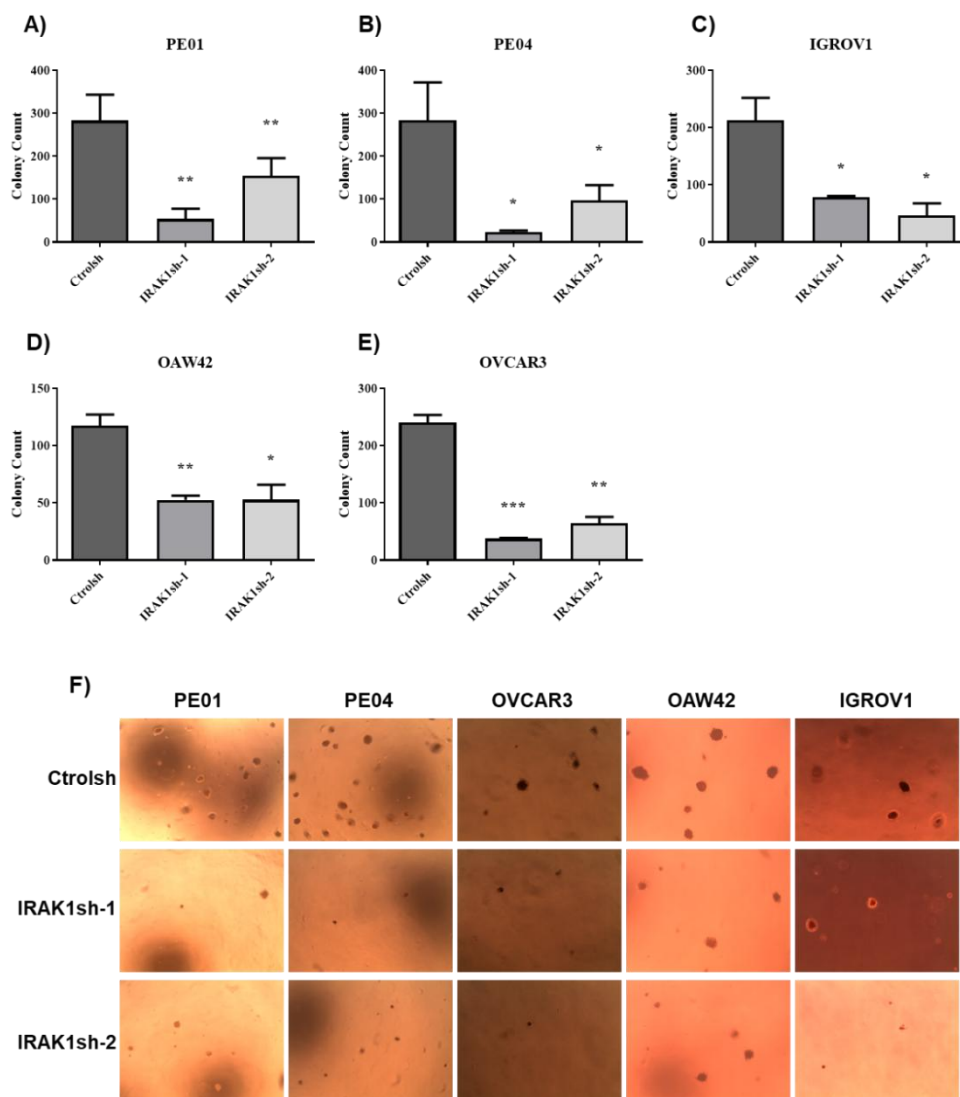 A)
PE01
Colony Count
400
300
200
100
0
**
**
Ctrolsh
IRAK1sh-1
IRAK1sh-2
B)
PE04
Colony Count
400
300
200
100
0
*
*
Ctrolsh
IRAK1sh-1
IRAK1sh-2
C)
IGROV1
Colony Count
300
200
100
0
*
*
Ctrolsh
IRAK1sh-1
IRAK1sh-2
D)
OAW42
Colony Count
150
100
50
0
**
*
Ctrolsh
IRAK1sh-1
IRAK1sh-2
E)
OVCAR3
Colony Count
300
200
100
0
***
**
Ctrolsh
IRAK1sh-1
IRAK1sh-2
F)
PE01 PE04 OVCAR3 OAW42 IGROV1
Ctrolsh
IRAK1sh-1
IRAK1sh-2